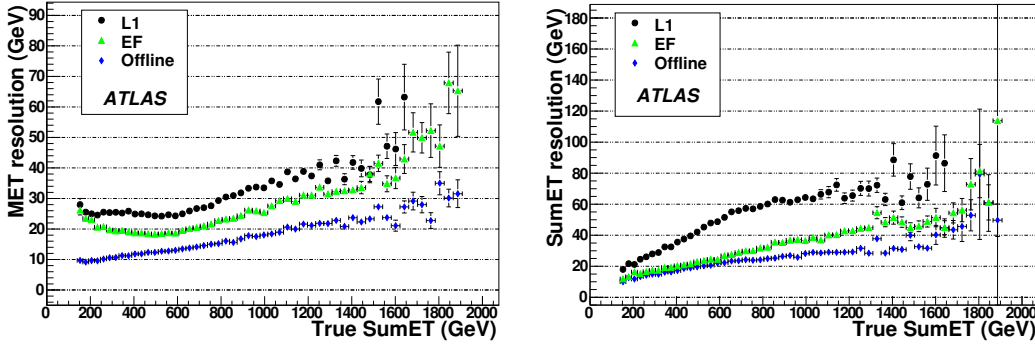 MET resolution (GeV)
90
80
70
60
50
40
30
20
10
0
L1
EF
Offline
ATLAS
0 200 400 600 800 1000 1200 1400 1600 1800 2000
True SumET (GeV)
SumET resolution (GeV)
180
160
140
120
100
80
60
40
20
0
L1
EF
Offline
ATLAS
0 200 400 600 800 1000 1200 1400 1600 1800 2000
True SumET (GeV)